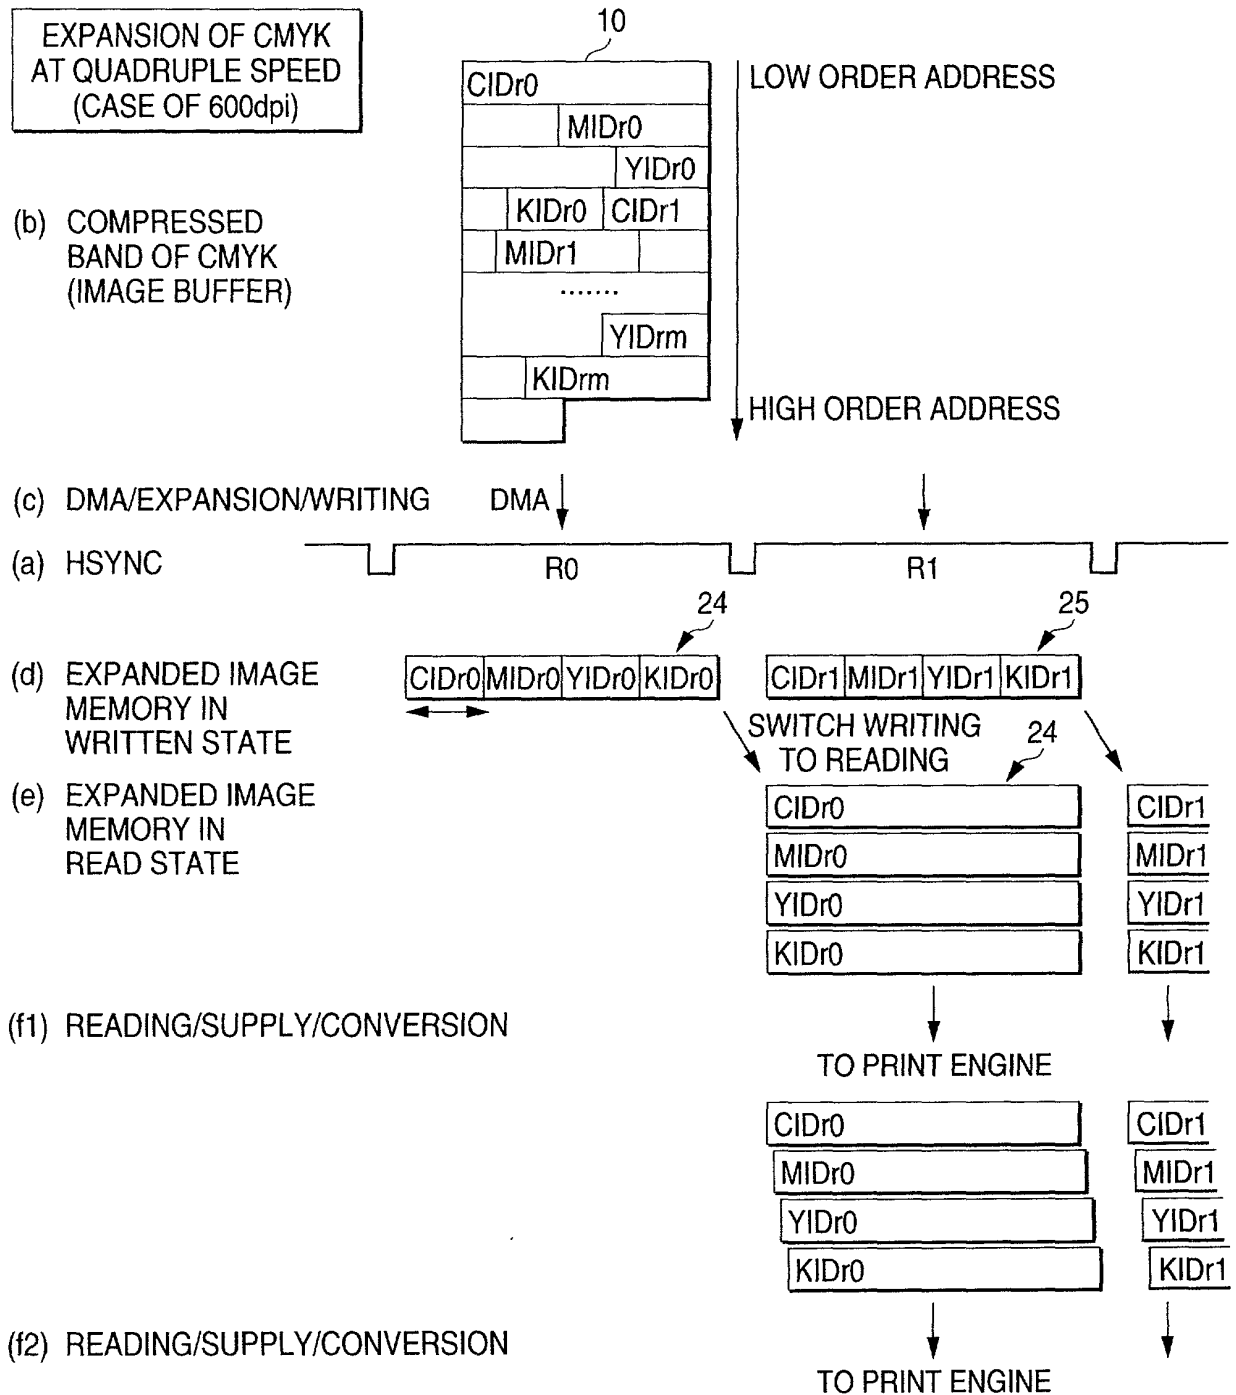 EXPANSION OF CMYK
AT QUADRUPLE SPEED
(CASE OF 600dpi)
10
CIDr0
LOW ORDER ADDRESS
MIDr0
YIDr0
KIDr0 CIDr1
MIDr1
.......
YIDrm
KIDrm
HIGH ORDER ADDRESS
(b) COMPRESSED
BAND OF CMYK
(IMAGE BUFFER)
(c) DMA/EXPANSION/WRITING DMA
(a) HSYNC R0 R1
24 25
(d) EXPANDED IMAGE
MEMORY IN
WRITTEN STATE
CIDr0 MIDr0 YIDr0 KIDr0 CIDr1 MIDr1 YIDr1 KIDr1
SWITCH WRITING
TO READING
24
(e) EXPANDED IMAGE
MEMORY IN
READ STATE
CIDr0 CIDr1
MIDr0 MIDr1
YIDr0 YIDr1
KIDr0 KIDr1
(f1) READING/SUPPLY/CONVERSION
TO PRINT ENGINE
CIDr0 CIDr1
MIDr0 MIDr1
YIDr0 YIDr1
KIDr0 KIDr1
(f2) READING/SUPPLY/CONVERSION
TO PRINT ENGINE